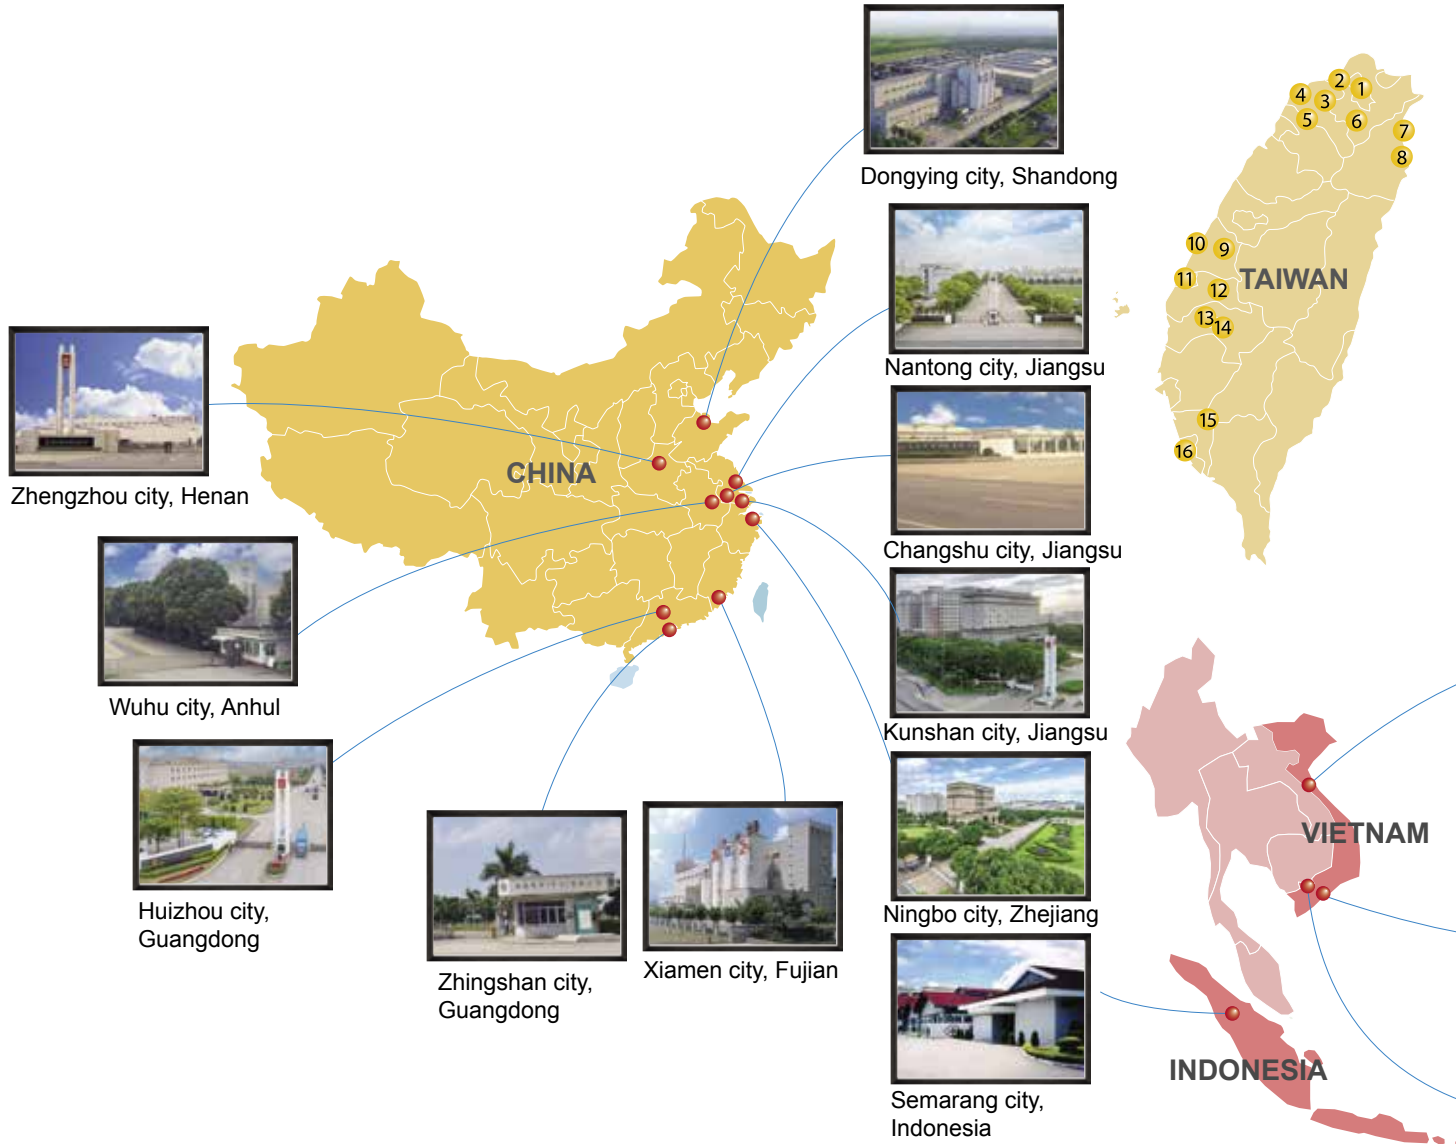 Dongying city, Shandong
Nantong city, Jiangsu
Changshu city, Jiangsu
Kunshan city, Jiangsu
Ningbo city, Zhejiang
Semarang city,
Indonesia
Zhengzhou city, Henan
Wuhu city, Anhul
Huizhou city,
Guangdong
Zhingshan city,
Guangdong
Xiamen city, Fujian
CHINA
TAIWAN
1
2
3
4
5
6
7
8
9
10
11
12
13
14
15
16
VIETNAM
INDONESIA